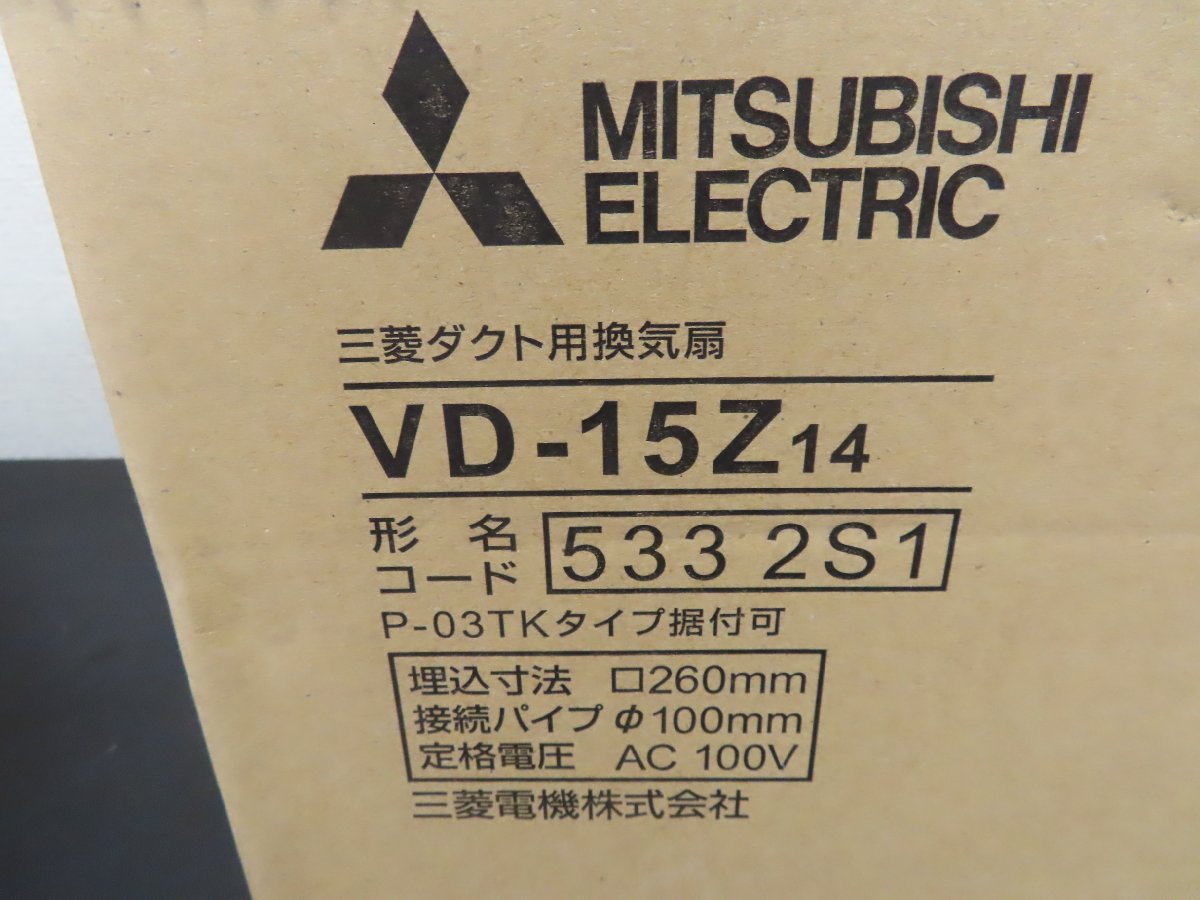 MITSUBISHI
ELECTRIC
三菱ダクト用換気扇
VD-15Z14
形名
コード 533 2S1
P-03TKタイプ据付可
埋込寸法 □260mm
接続パイプ φ100mm
定格電圧 AC 100V
三菱電機株式会社